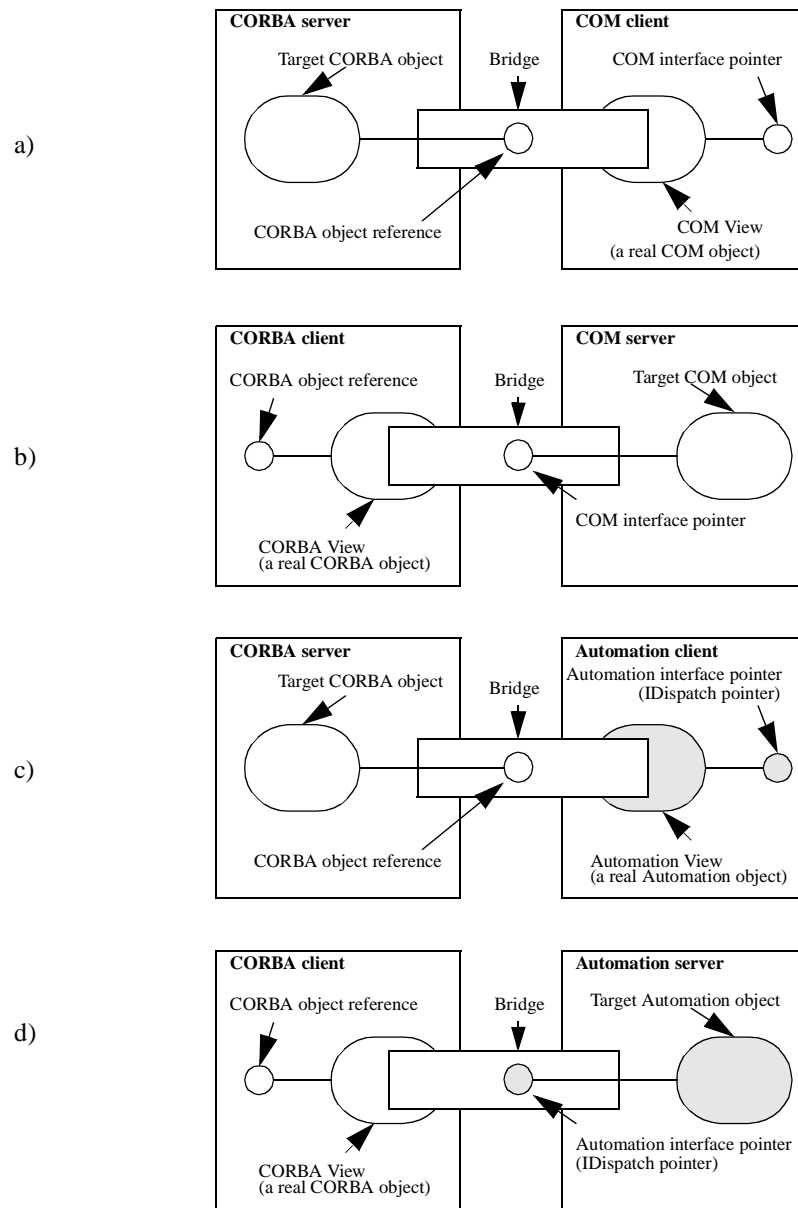 a)
CORBA server
COM client
Target CORBA object
Bridge
COM interface pointer
CORBA object reference
COM View
(a real COM object)
b)
CORBA client
COM server
CORBA object reference
Bridge
Target COM object
COM interface pointer
CORBA View
(a real CORBA object)
c)
CORBA server
Automation client
Target CORBA object
Bridge
Automation interface pointer
(IDispatch pointer)
CORBA object reference
Automation View
(a real Automation object)
d)
CORBA client
Automation server
CORBA object reference
Bridge
Target Automation object
Automation interface pointer
(IDispatch pointer)
CORBA View
(a real CORBA object)